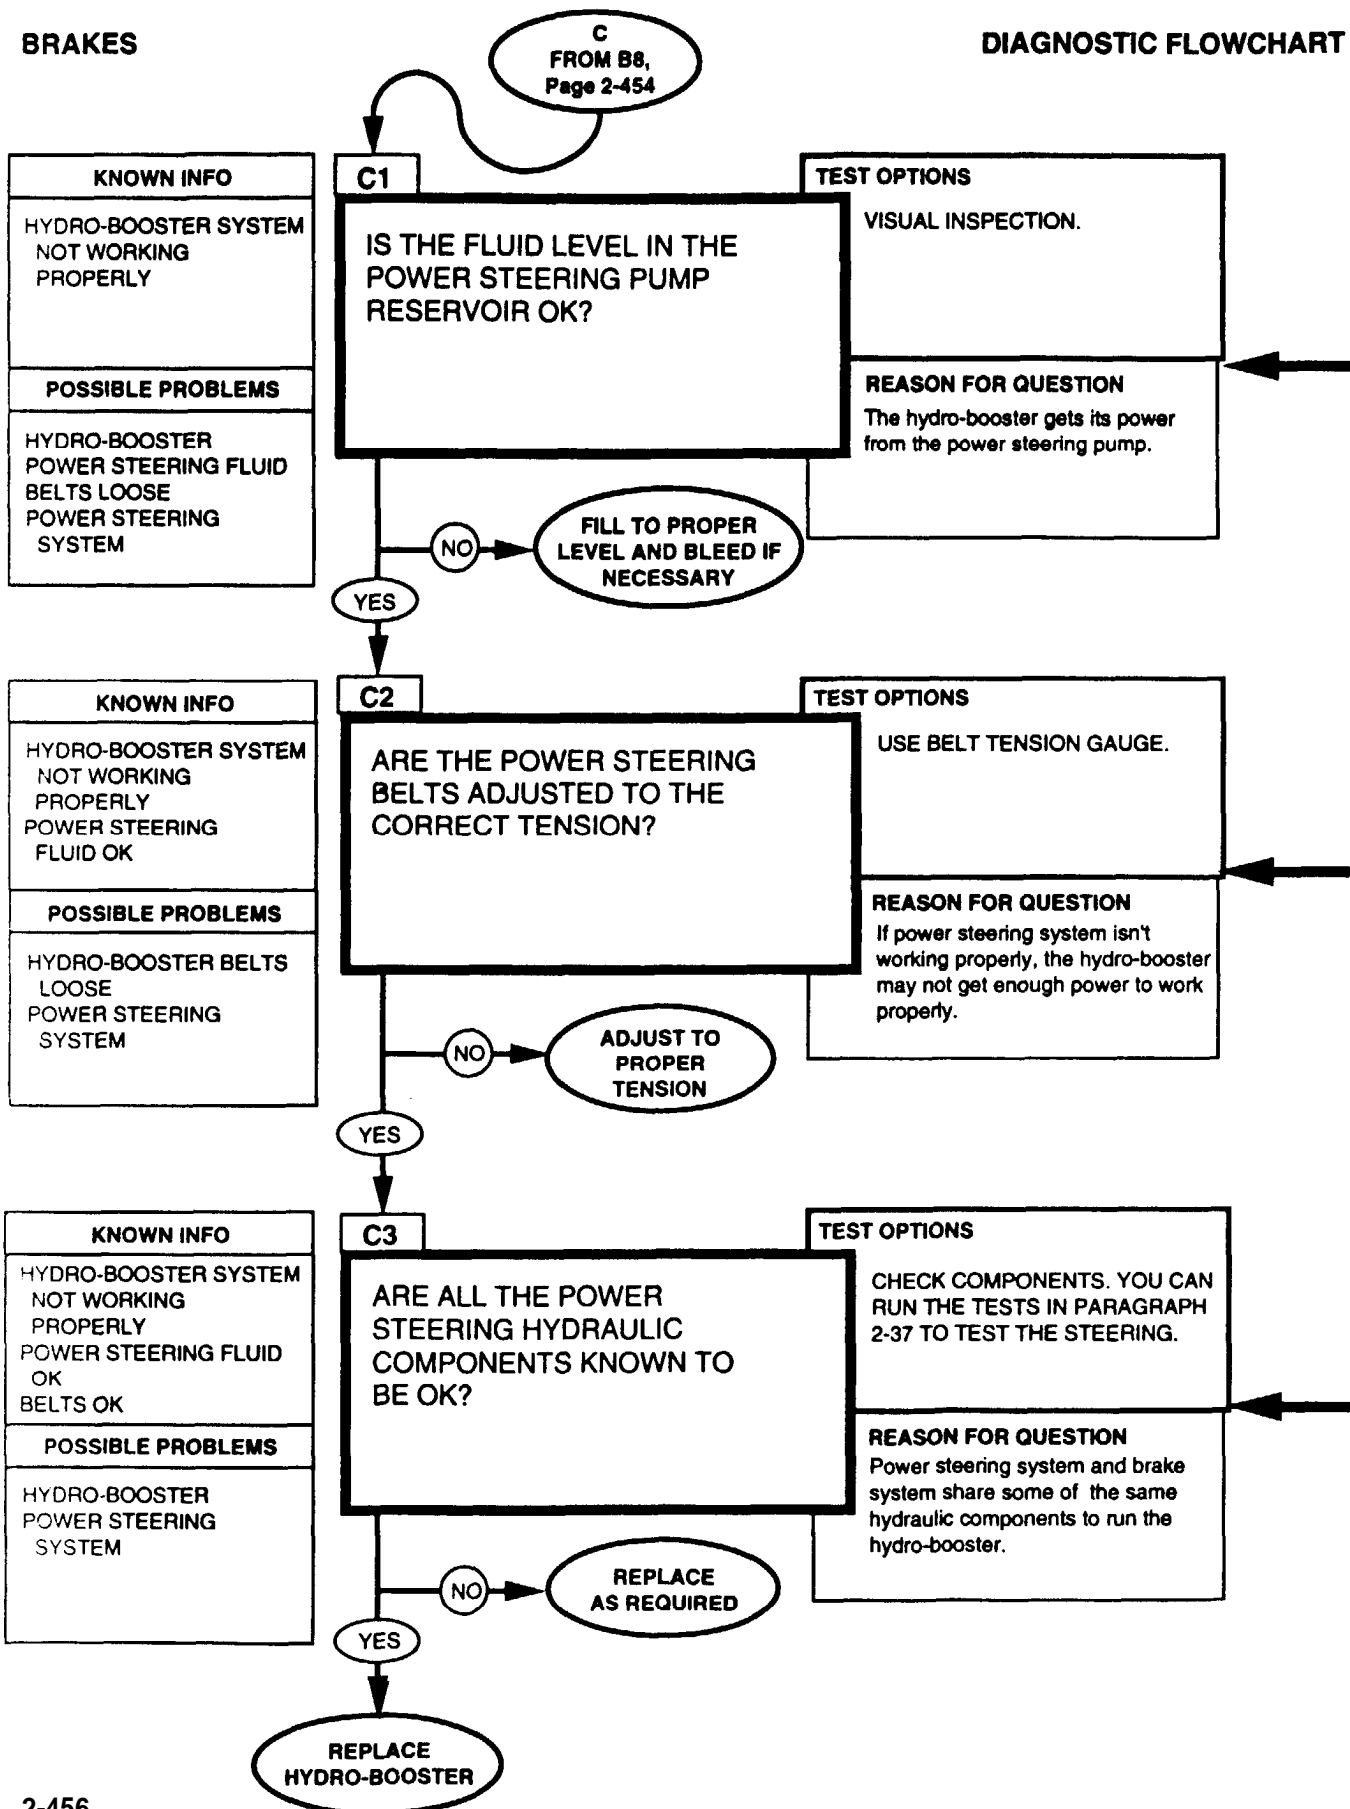 BRAKES
DIAGNOSTIC FLOWCHART
C
FROM B8,
Page 2-454
KNOWN INFO
HYDRO-BOOSTER SYSTEM
NOT WORKING
PROPERLY
POSSIBLE PROBLEMS
HYDRO-BOOSTER
POWER STEERING FLUID
BELTS LOOSE
POWER STEERING
SYSTEM
C1
IS THE FLUID LEVEL IN THE
POWER STEERING PUMP
RESERVOIR OK?
TEST OPTIONS
VISUAL INSPECTION.
REASON FOR QUESTION
The hydro-booster gets its power
from the power steering pump.
NO
FILL TO PROPER
LEVEL AND BLEED IF
NECESSARY
YES
KNOWN INFO
HYDRO-BOOSTER SYSTEM
NOT WORKING
PROPERLY
POWER STEERING
FLUID OK
POSSIBLE PROBLEMS
HYDRO-BOOSTER BELTS
LOOSE
POWER STEERING
SYSTEM
C2
ARE THE POWER STEERING
BELTS ADJUSTED TO THE
CORRECT TENSION?
TEST OPTIONS
USE BELT TENSION GAUGE.
REASON FOR QUESTION
If power steering system isn't
working properly, the hydro-booster
may not get enough power to work
properly.
NO
ADJUST TO
PROPER
TENSION
YES
KNOWN INFO
HYDRO-BOOSTER SYSTEM
NOT WORKING
PROPERLY
POWER STEERING FLUID
OK
BELTS OK
POSSIBLE PROBLEMS
HYDRO-BOOSTER
POWER STEERING
SYSTEM
C3
ARE ALL THE POWER
STEERING HYDRAULIC
COMPONENTS KNOWN TO
BE OK?
TEST OPTIONS
CHECK COMPONENTS. YOU CAN
RUN THE TESTS IN PARAGRAPH
2-37 TO TEST THE STEERING.
REASON FOR QUESTION
Power steering system and brake
system share some of the same
hydraulic components to run the
hydro-booster.
NO
REPLACE
AS REQUIRED
YES
REPLACE
HYDRO-BOOSTER
2-456